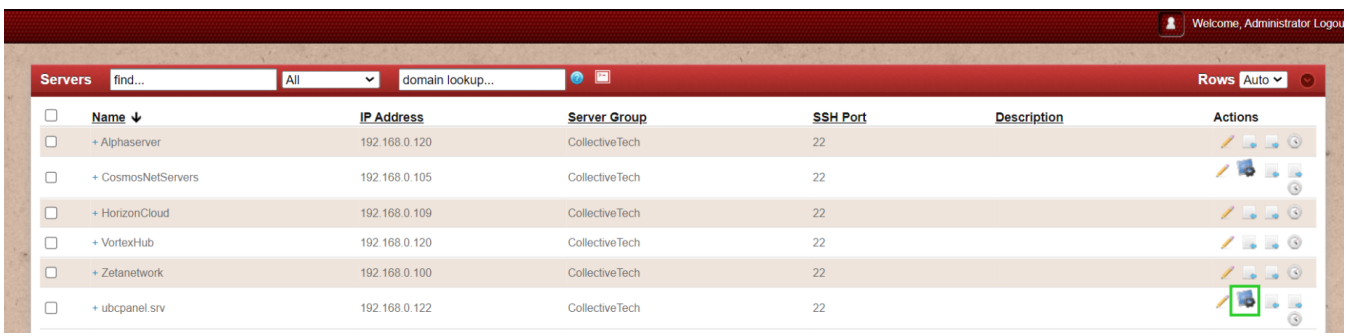 Welcome, Administrator Logou
Servers find... All domain lookup... Rows Auto
Name IP Address Server Group SSH Port Description Actions
+ Alphaserver 192.168.0.120 CollectiveTech 22
+ CosmosNetServers 192.168.0.105 CollectiveTech 22
+ HorizonCloud 192.168.0.109 CollectiveTech 22
+ VortexHub 192.168.0.120 CollectiveTech 22
+ Zetanetwork 192.168.0.100 CollectiveTech 22
+ ubcpanel.srv 192.168.0.122 CollectiveTech 22